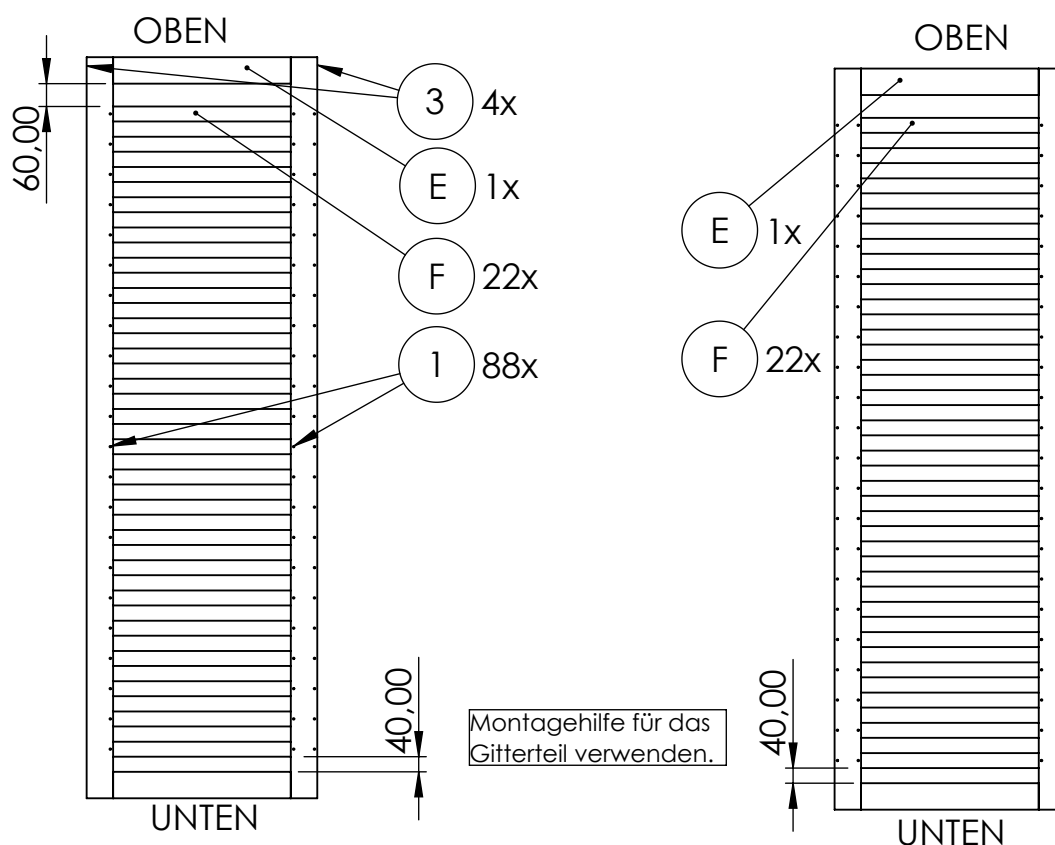 OBEN
60,00
3 4x
E 1x
F 22x
1 88x
40,00
UNTEN
Montagehilfe für das
Gitterteil verwenden.
OBEN
E 1x
F 22x
40,00
UNTEN